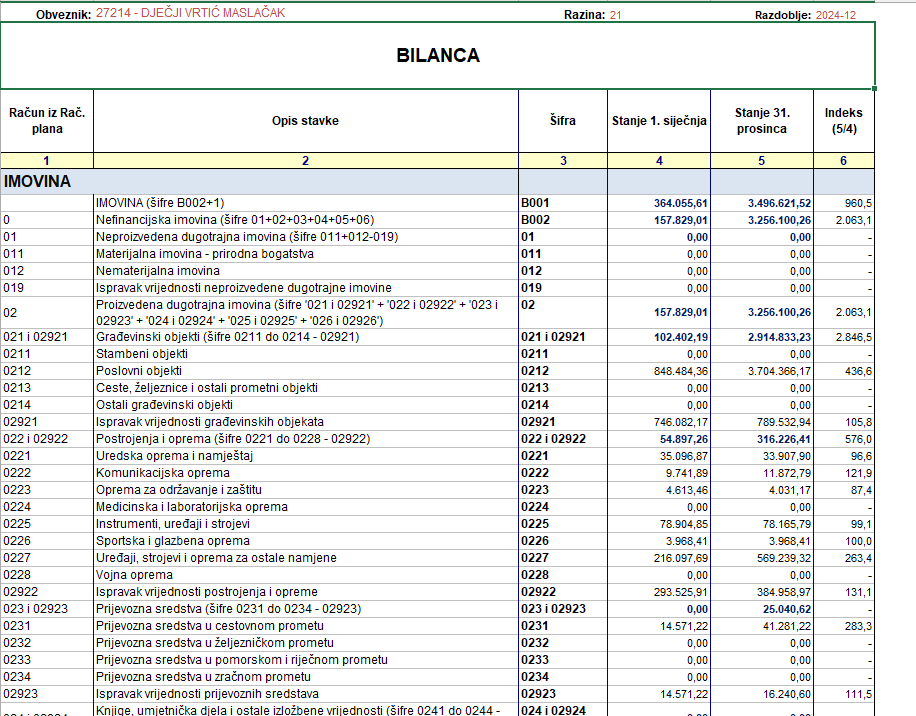 Obveznik: 27214 - DJEČJI VRTIĆ MASLAČAK Razina: 21 Razdoblje: 2024-12
BILANCA
Račun iz Rač. plana Opis stavke Šifra Stanje 1. siječnja Stanje 31. prosinca Indeks (5/4)
1 2 3 4 5 6
IMOVINA
IMOVINA (šifre B002+1) B001 364.055,61 3.496.621,52 960,5
0 Nefinancijska imovina (šifre 01+02+03+04+05+06) B002 157.829,01 3.256.100,26 2.063,1
01 Neproizvedena dugotrajna imovina (šifre 011+012-019) 01 0,00 0,00 -
011 Materijalna imovina - prirodna bogatstva 011 0,00 0,00 -
012 Nematerijalna imovina 012 0,00 0,00 -
019 Ispravak vrijednosti neproizvedene dugotrajne imovine 019 0,00 0,00 -
02 Proizvedena dugotrajna imovina (šifre '021 i 02921' + '022 i 02922' + '023 i 02923' + '024 i 02924' + '025 i 02925' + '026 i 02926') 02 157.829,01 3.256.100,26 2.063,1
021 i 02921 Građevinski objekti (šifre 0211 do 0214 - 02921) 021 i 02921 102.402,19 2.914.833,23 2.846,5
0211 Stambeni objekti 0211 0,00 0,00 -
0212 Poslovni objekti 0212 848.484,36 3.704.366,17 436,6
0213 Ceste, željeznice i ostali prometni objekti 0213 0,00 0,00 -
0214 Ostali građevinski objekti 0214 0,00 0,00 -
02921 Ispravak vrijednosti građevinskih objekata 02921 746.082,17 789.532,94 105,8
022 i 02922 Postrojenja i oprema (šifre 0221 do 0228 - 02922) 022 i 02922 54.897,26 316.226,41 576,0
0221 Uredska oprema i namještaj 0221 35.096,87 33.907,90 96,6
0222 Komunikacijska oprema 0222 9.741,89 11.872,79 121,9
0223 Oprema za održavanje i zaštitu 0223 4.613,46 4.031,17 87,4
0224 Medicinska i laboratorijska oprema 0224 0,00 0,00 -
0225 Instrumenti, uređaji i strojevi 0225 78.904,85 78.165,79 99,1
0226 Sportska i glazbena oprema 0226 3.968,41 3.968,41 100,0
0227 Uređaji, strojevi i oprema za ostale namjene 0227 216.097,69 569.239,32 263,4
0228 Vojna oprema 0228 0,00 0,00 -
02922 Ispravak vrijednosti postrojenja i opreme 02922 293.525,91 384.958,97 131,1
023 i 02923 Prijevozna sredstva (šifre 0231 do 0234 - 02923) 023 i 02923 0,00 25.040,62 -
0231 Prijevozna sredstva u cestovnom prometu 0231 14.571,22 41.281,22 283,3
0232 Prijevozna sredstva u željezničkom prometu 0232 0,00 0,00 -
0233 Prijevozna sredstva u pomorskom i riječnom prometu 0233 0,00 0,00 -
0234 Prijevozna sredstva u zračnom prometu 0234 0,00 0,00 -
02923 Ispravak vrijednosti prijevoznih sredstava 02923 14.571,22 16.240,60 111,5
Knjige, umjetnička djela i ostale izložbene vrijednosti (šifre 0241 do 0244 - 024 i 02924